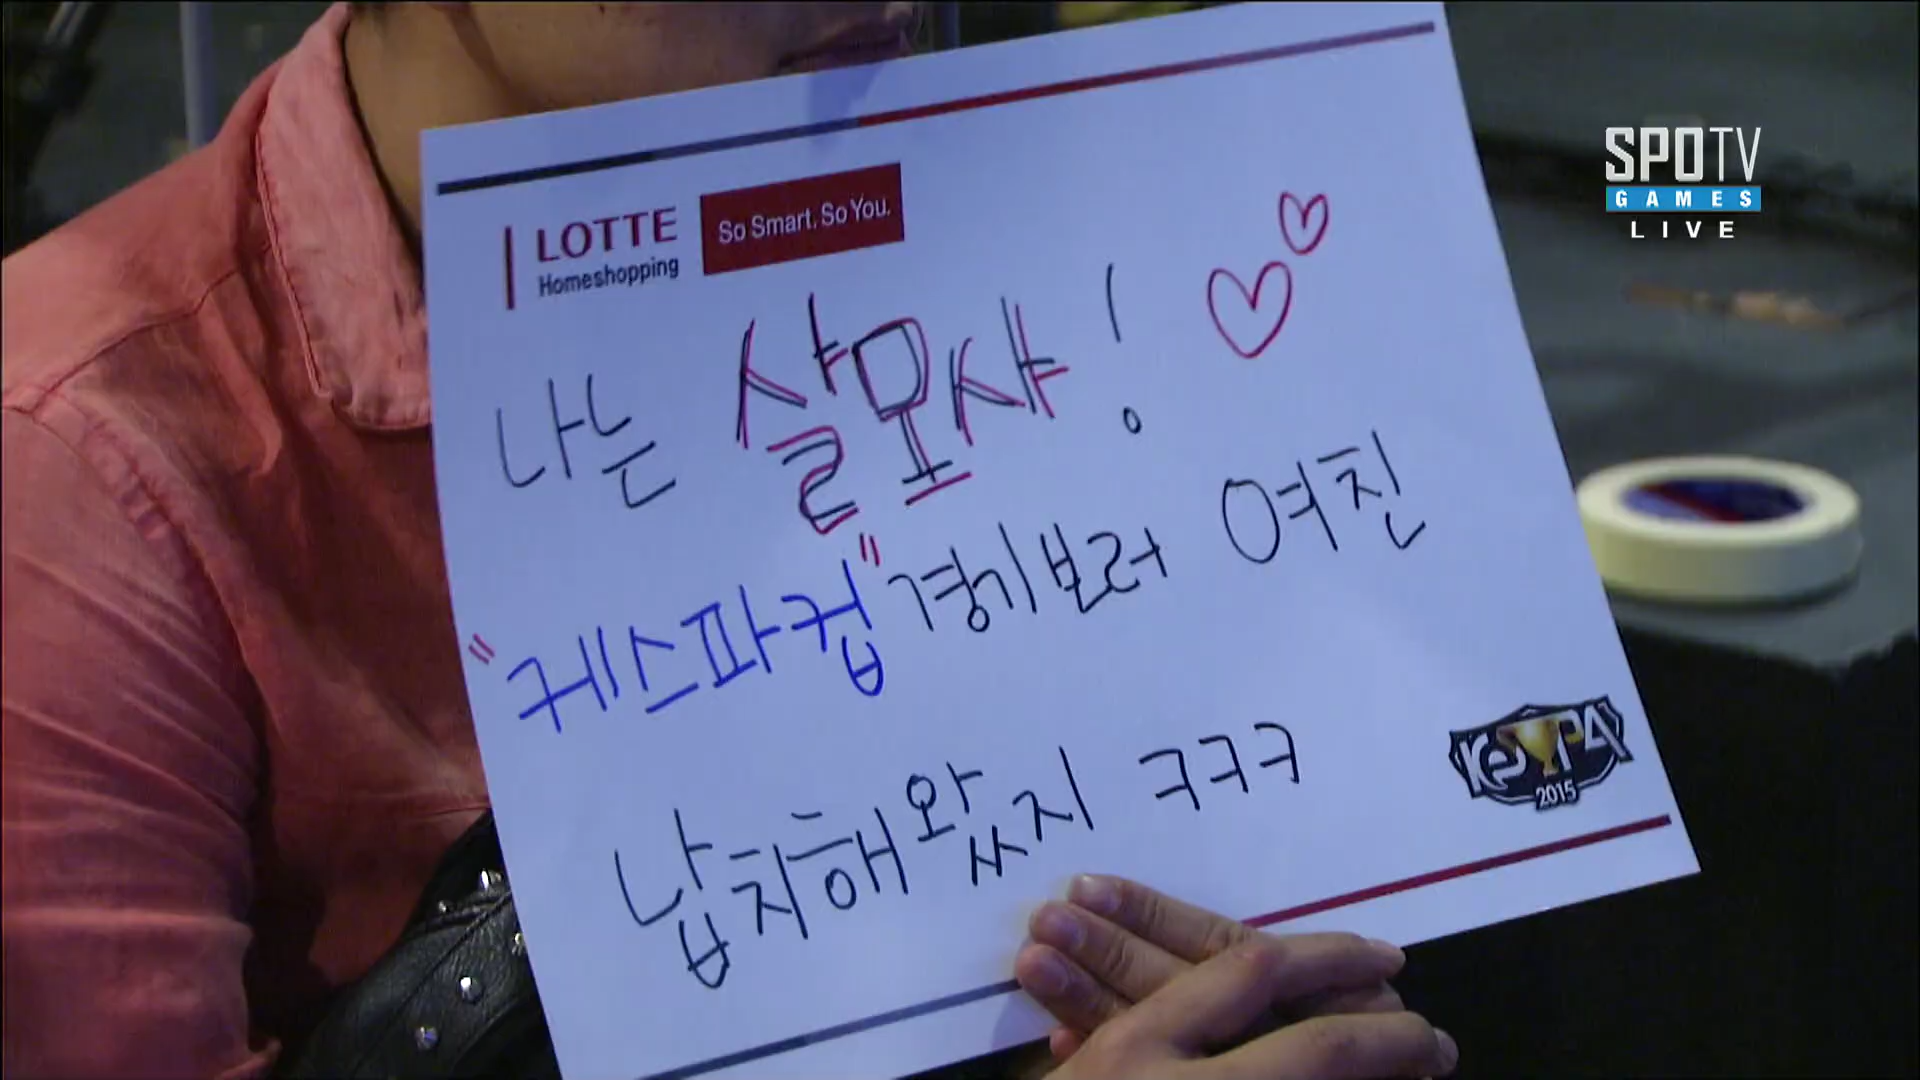 SPOTV
GAMES
LIVE
LOTTE
Homeshopping
So Smart. So You.
나는 살모사!
"케스파컵" 경기보러 여친
납치해왔지 ㅋㅋㅋ
KeSPA
2015